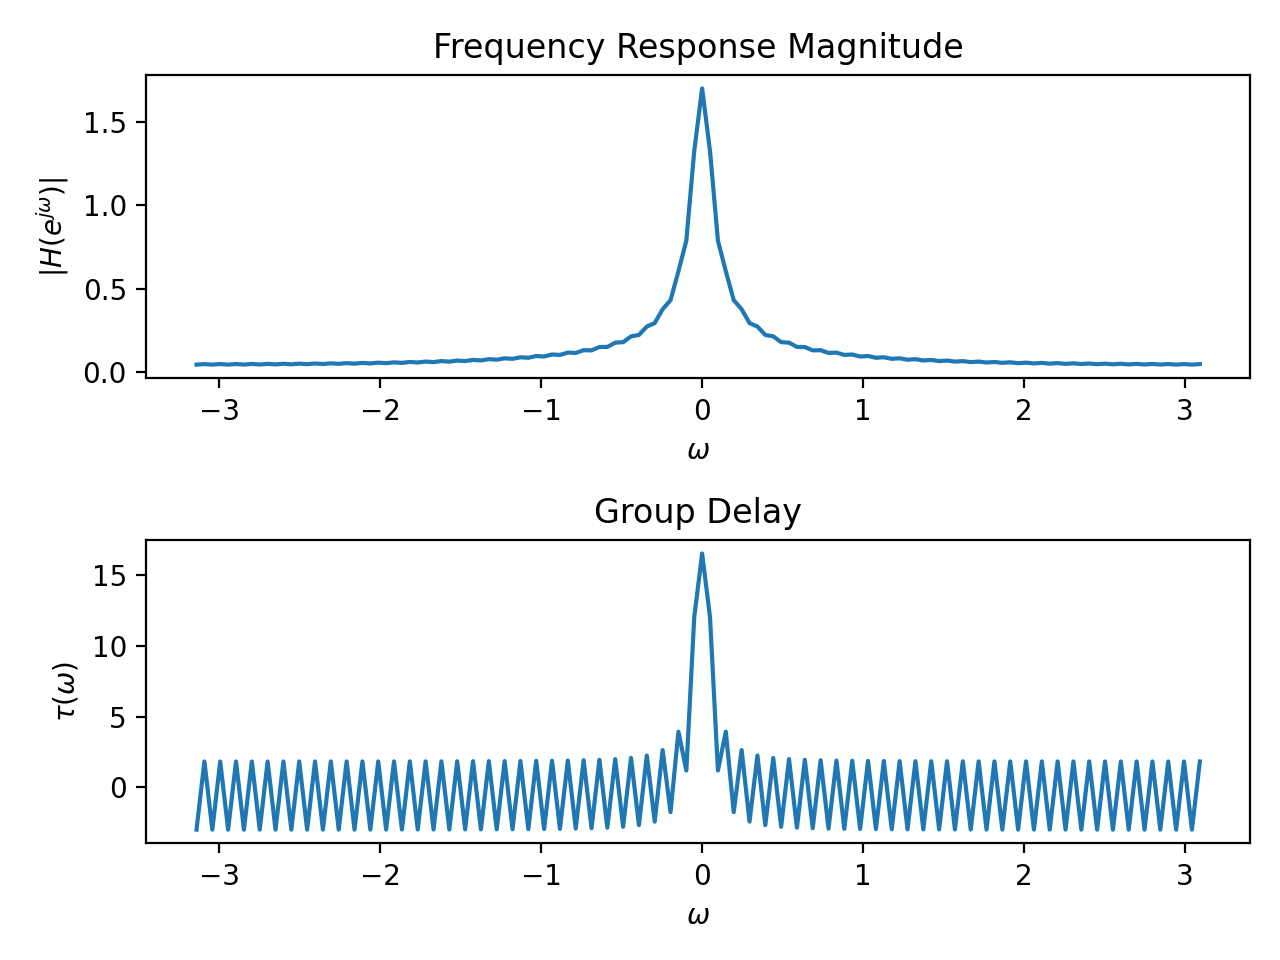 Frequency Response Magnitude
|H(e^{jω})|
1.5
1.0
0.5
0.0
−3 −2 −1 0 1 2 3
ω
Group Delay
τ(ω)
15
10
5
0
−3 −2 −1 0 1 2 3
ω